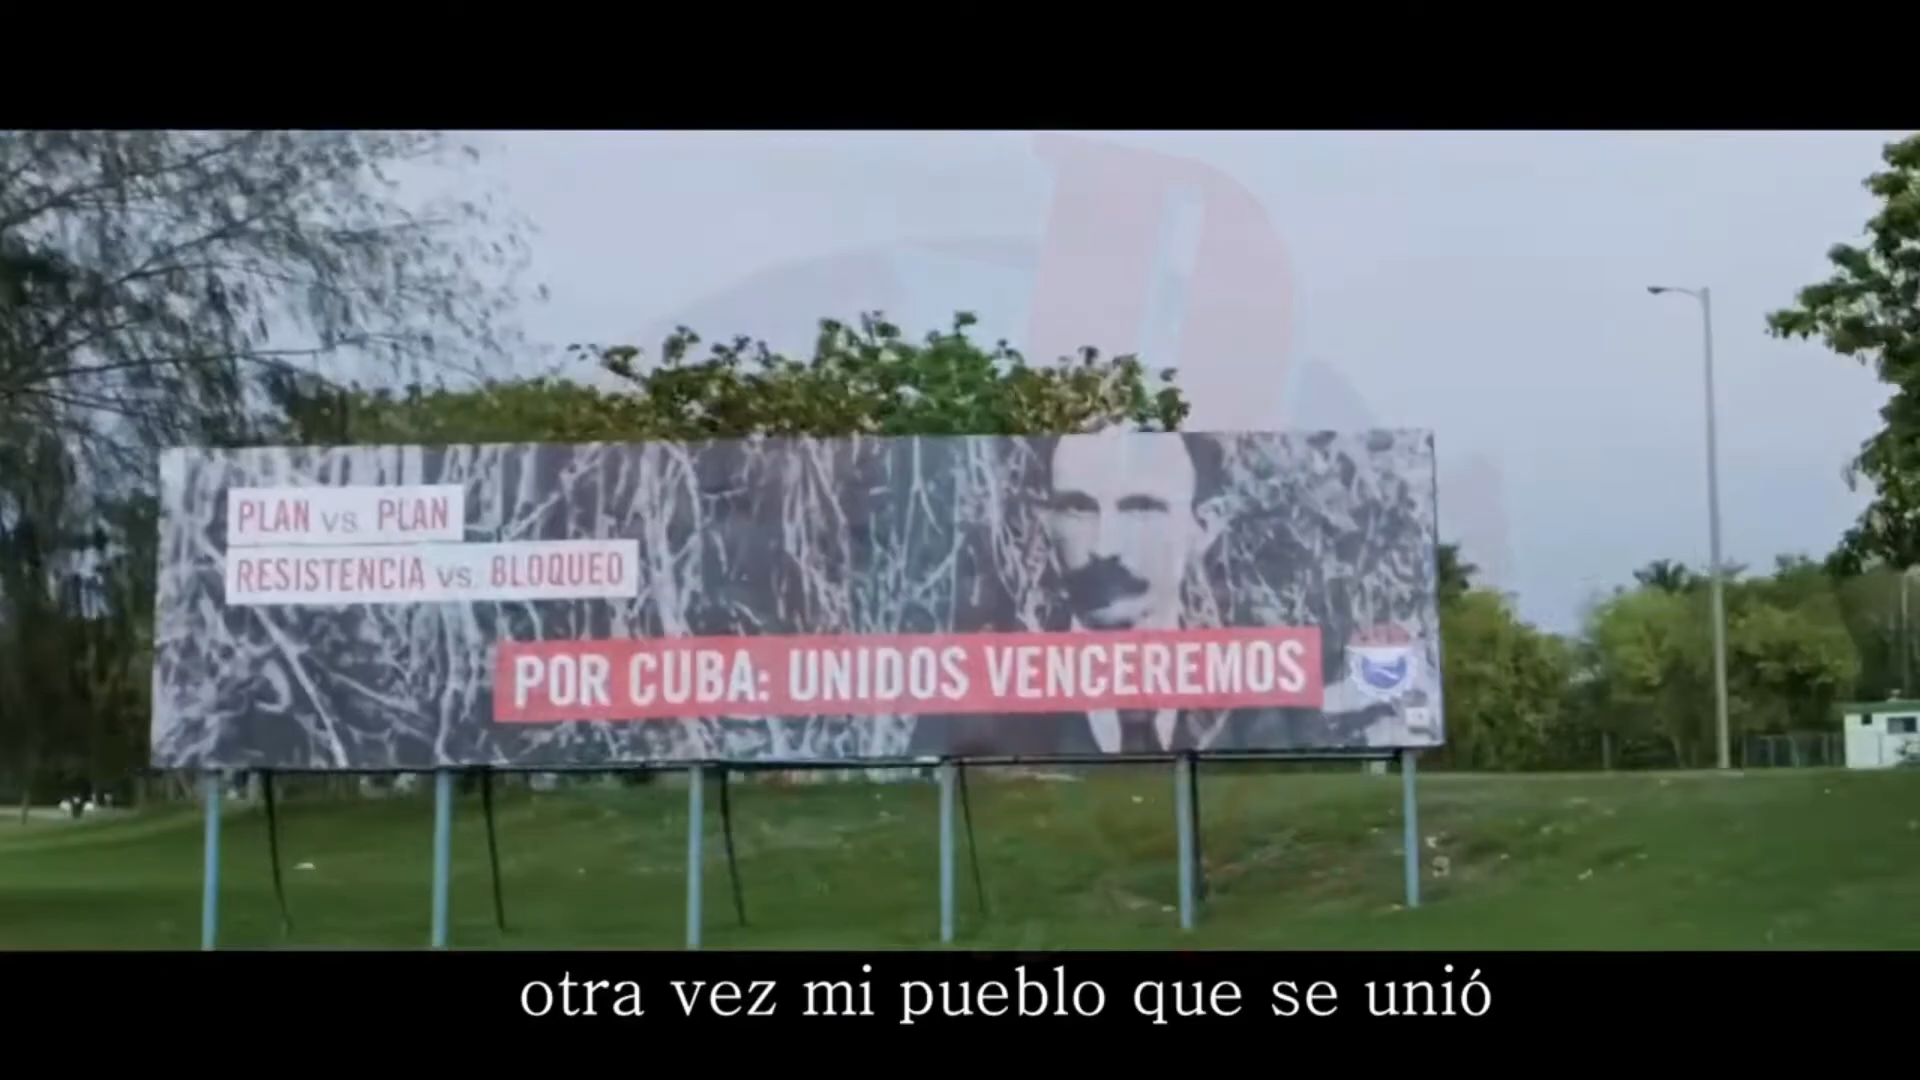 PLAN vs. PLAN
RESISTENCIA vs. BLOQUEO
POR CUBA: UNIDOS VENCEREMOS
otra vez mi pueblo que se unió